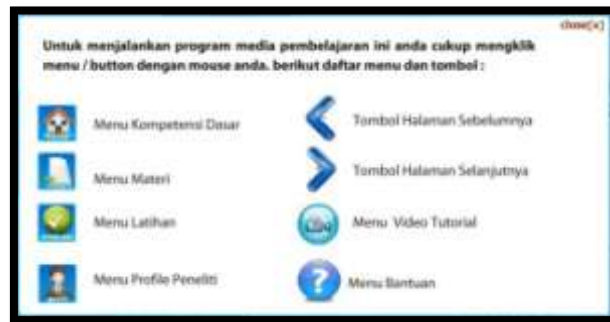 close[x]
Untuk menjalankan program media pembelajaran ini anda cukup mengklik
menu / button dengan mouse anda. berikut daftar menu dan tombol :
Menu Kompetensi Dasar
Tombol Halaman Sebelumnya
Menu Materi
Tombol Halaman Selanjutnya
Menu Latihan
Menu Video Tutorial
Menu Profile Peneliti
Menu Bantuan